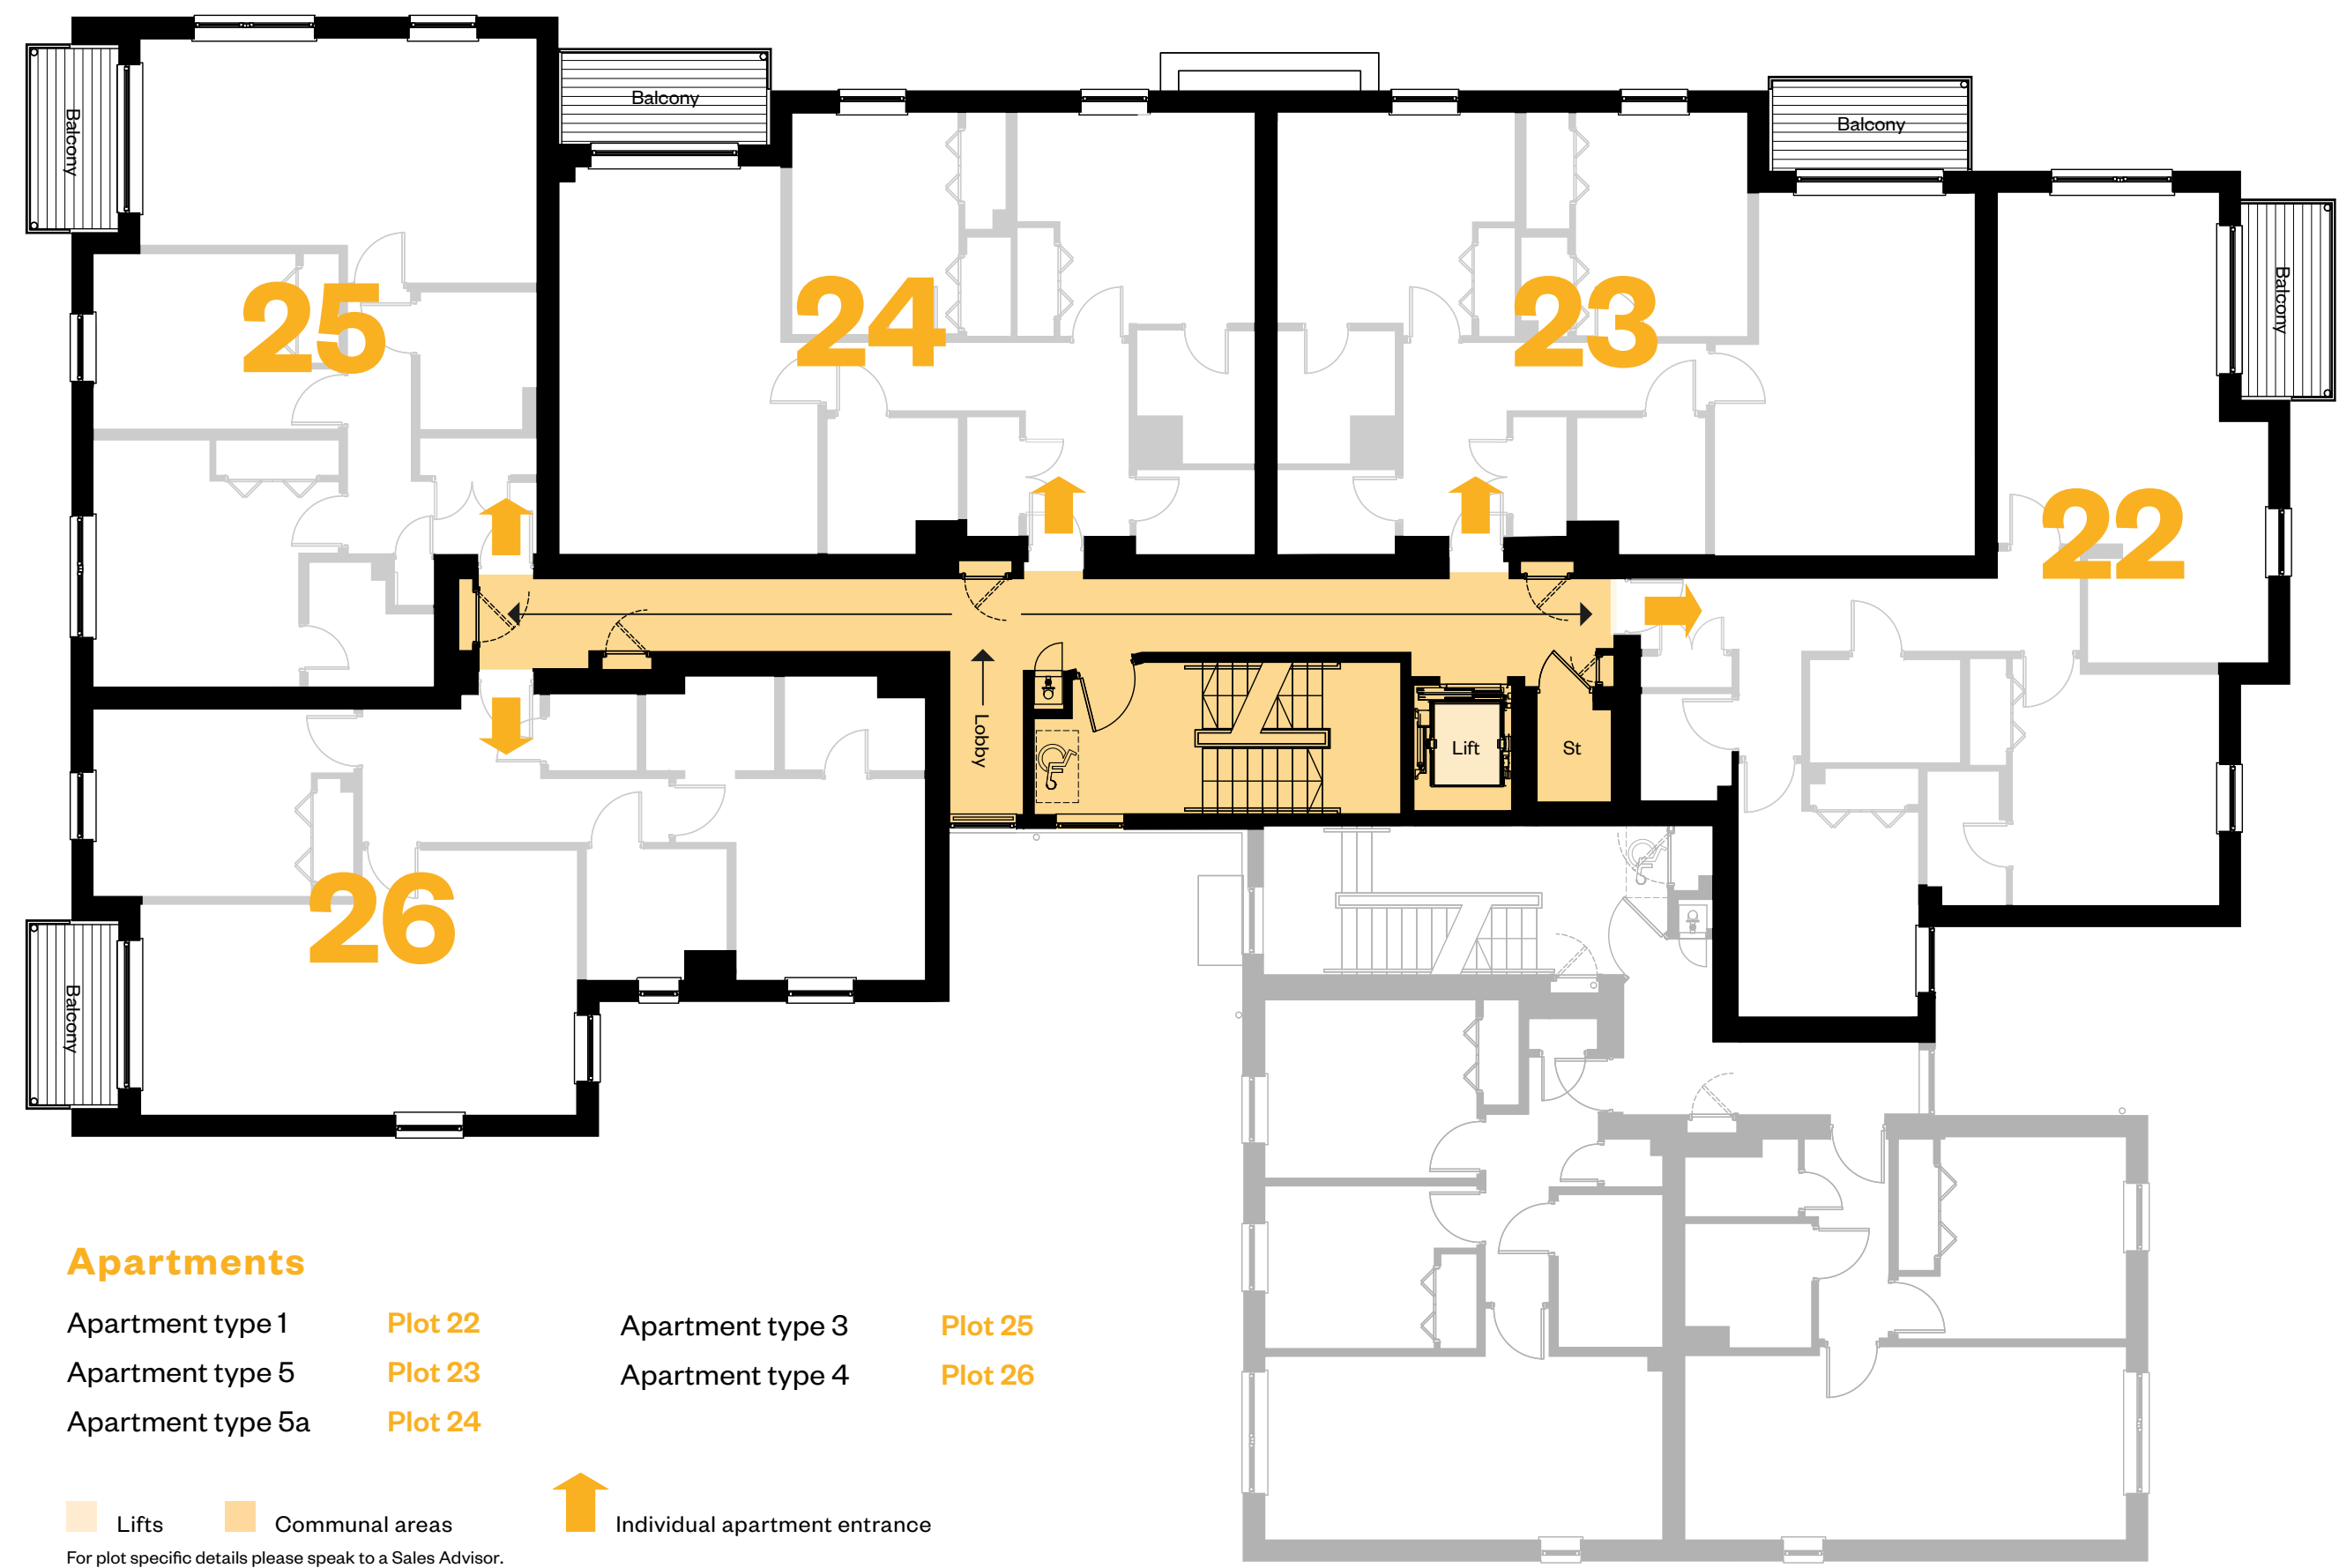 Balcony
Balcony
Balcony
Balcony
25
24
23
22
Lobby
Lift
St
26
Balcony
Apartments
Apartment type 1 Plot 22
Apartment type 5 Plot 23
Apartment type 5a Plot 24
Apartment type 3 Plot 25
Apartment type 4 Plot 26
Lifts
Communal areas
Individual apartment entrance
For plot specific details please speak to a Sales Advisor.